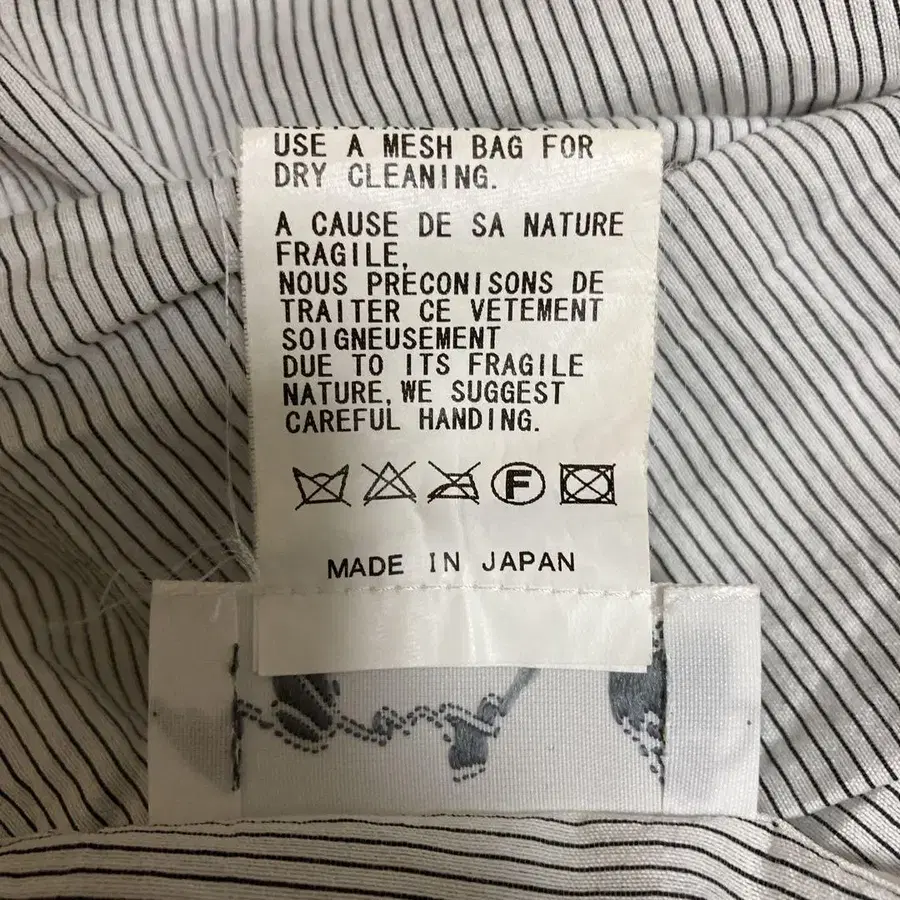 USE A MESH BAG FOR
DRY CLEANING.
A CAUSE DE SA NATURE
FRAGILE,
NOUS PRECONISONS DE
TRAITER CE VETEMENT
SOIGNEUSEMENT
DUE TO ITS FRAGILE
NATURE,WE SUGGEST
CAREFUL HANDING.
F
MADE IN JAPAN